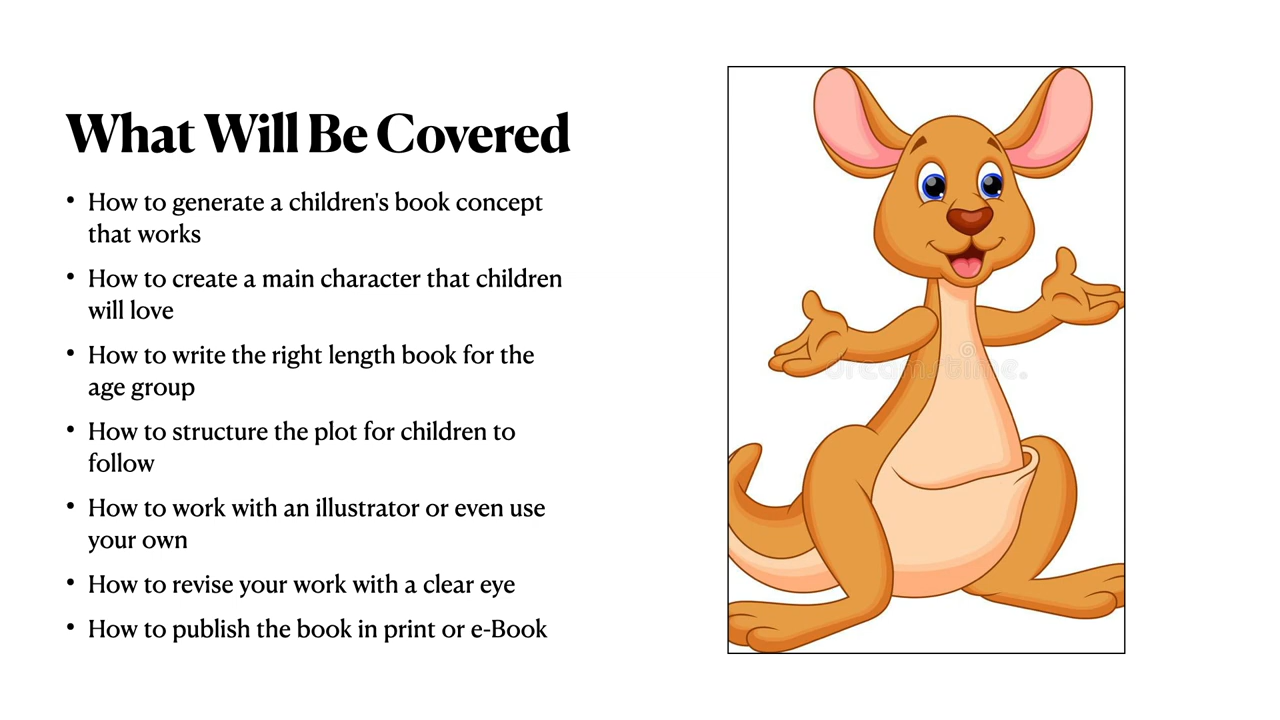 What Will Be Covered
• How to generate a children's book concept
that works
• How to create a main character that children
will love
• How to write the right length book for the
age group
• How to structure the plot for children to
follow
• How to work with an illustrator or even use
your own
• How to revise your work with a clear eye
• How to publish the book in print or e-Book
dreamstime.